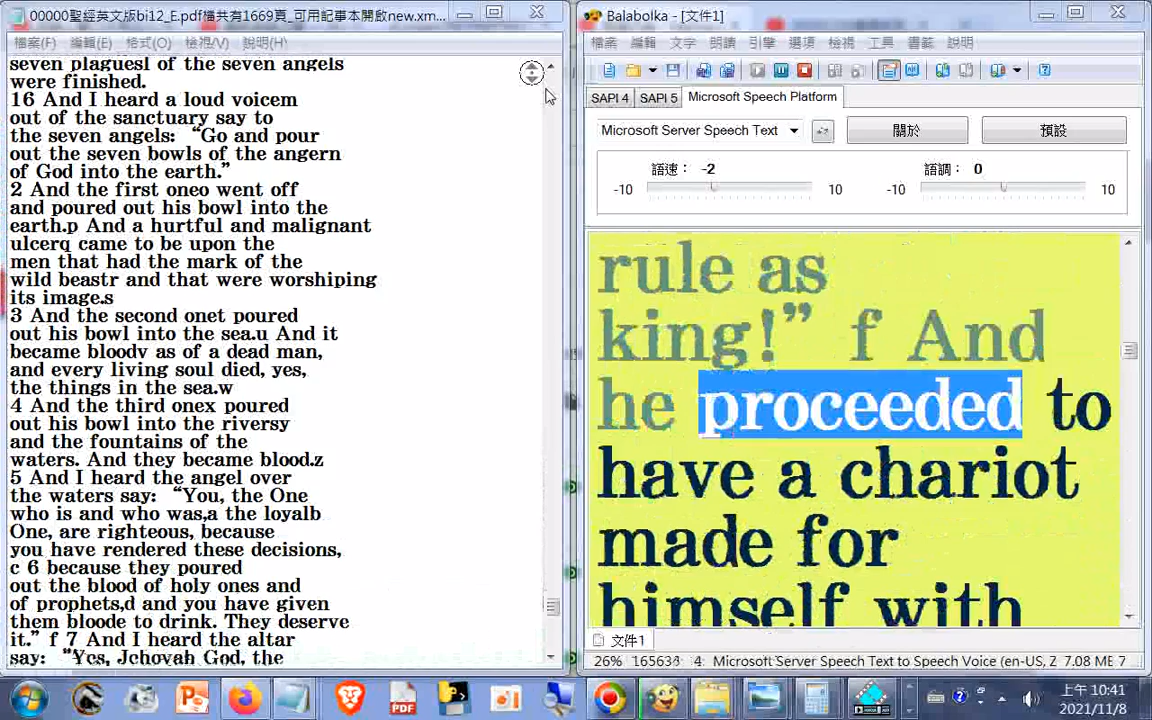 00000聖經英文版bi12_E.pdf檔共有1669頁_可用記事本開啟new.xm...
檔案(F) 編輯(E) 格式(O) 檢視(V) 說明(H)
seven plaguesl of the seven angels
were finished.
16 And I heard a loud voicem
out of the sanctuary say to
the seven angels: “Go and pour
out the seven bowls of the angern
of God into the earth.”
2 And the first oneo went off
and poured out his bowl into the
earth.p And a hurtful and malignant
ulcerq came to be upon the
men that had the mark of the
wild beastr and that were worshiping
its image.s
3 And the second onet poured
out his bowl into the sea.u And it
became bloodv as of a dead man,
and every living soul died, yes,
the things in the sea.w
4 And the third onex poured
out his bowl into the riversy
and the fountains of the
waters. And they became blood.z
5 And I heard the angel over
the waters say: “You, the One
who is and who was,a the loyalb
One, are righteous, because
you have rendered these decisions,
c 6 because they poured
out the blood of holy ones and
of prophets,d and you have given
them bloode to drink. They deserve
it.” f 7 And I heard the altar
say: “Yes, Jehovah God, the
Balabolka - [文件1]
檔案 編輯 文字 朗讀 引擎 選項 檢視 工具 書籤 說明
SAPI 4 SAPI 5 Microsoft Speech Platform
Microsoft Server Speech Text 關於 預設
語速： -2 語調： 0
-10 10 -10 10
rule as
king!” f And
he proceeded to
have a chariot
made for
himself with
文件1
26% 4: Microsoft Server Speech Text to Speech Voice (en-US, Z 7.08 MB 7
PDF
上午 10:41
2021/11/8